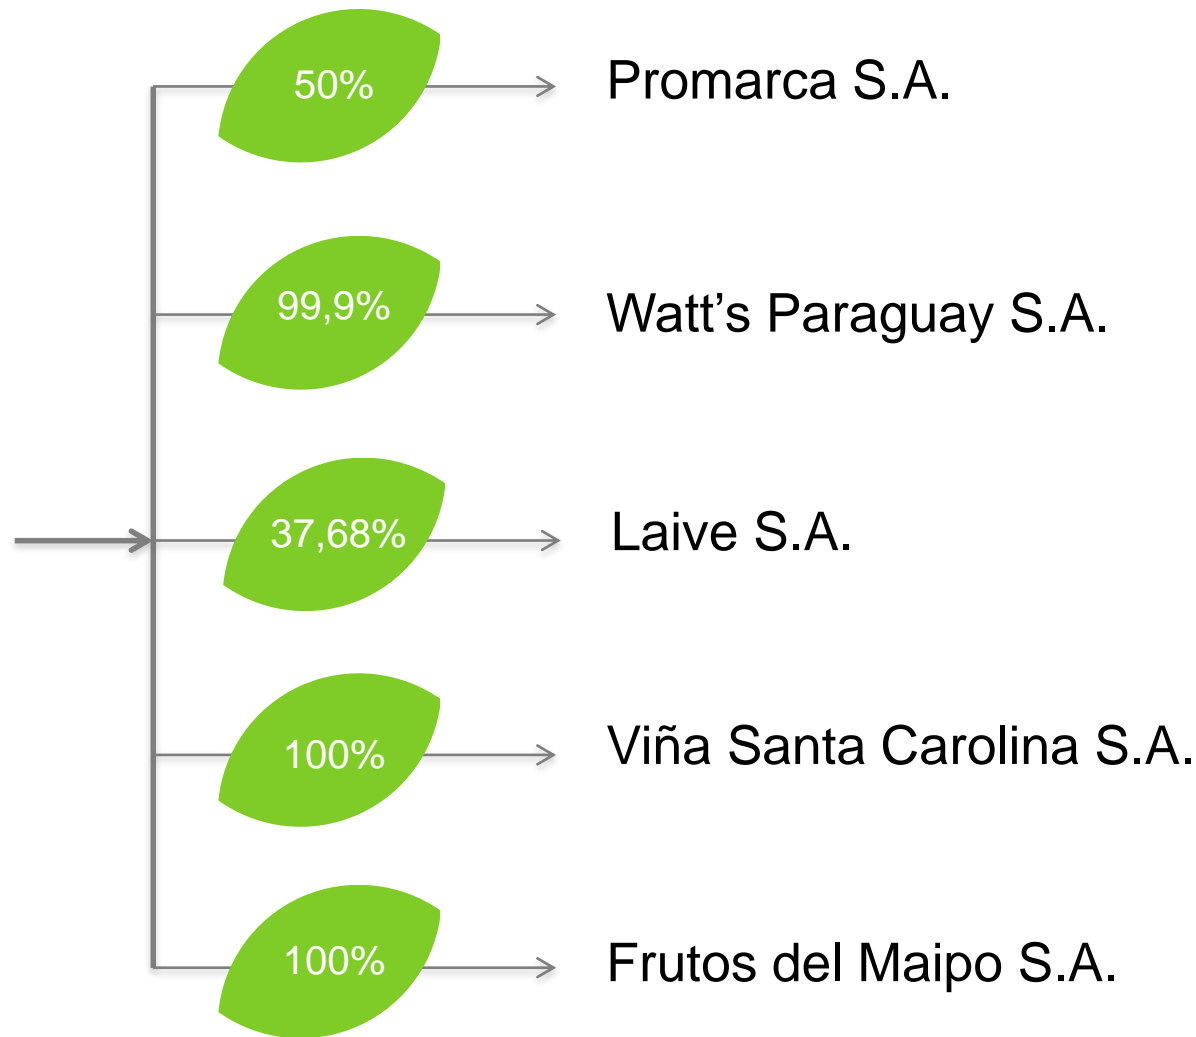 50% Promarca S.A.
99,9% Watt’s Paraguay S.A.
37,68% Laive S.A.
100% Viña Santa Carolina S.A.
100% Frutos del Maipo S.A.